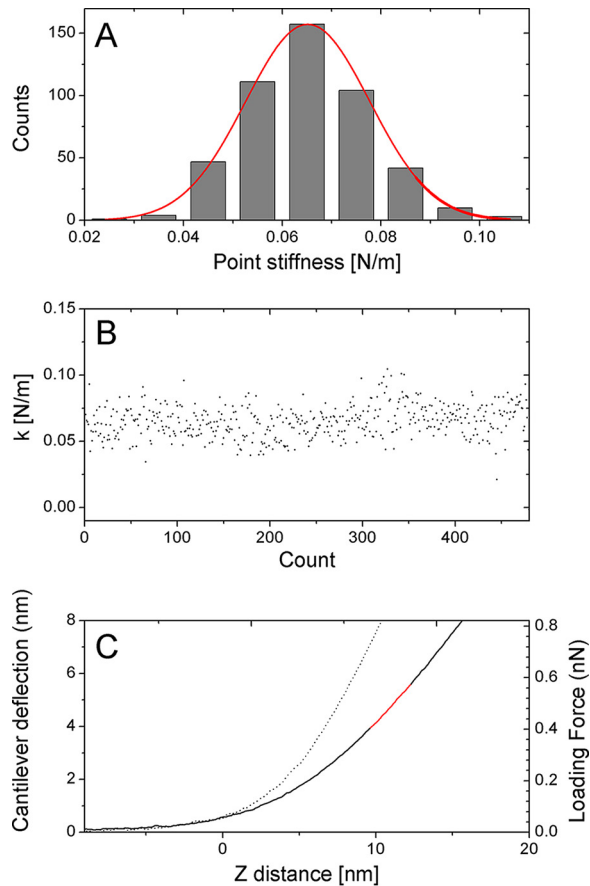 A
150
100
50
0
Counts
0.02 0.04 0.06 0.08 0.10
Point stiffness [N/m]
B
0.15
0.10
0.05
0.00
k [N/m]
0 100 200 300 400
Count
C
8
6
4
2
0
Cantilever deflection (nm)
0.8
0.6
0.4
0.2
0.0
Loading Force (nN)
0 10 20
Z distance [nm]